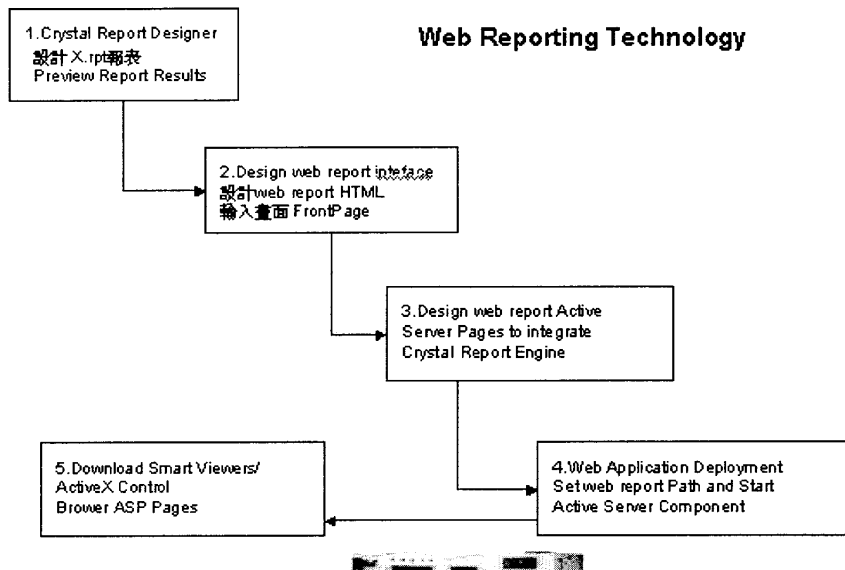 Web Reporting Technology
1.Crystal Report Designer
設計X.rpt報表
Preview Report Results
2.Design web report inteface
設計web report HTML
輸入畫面 FrontPage
3.Design web report Active
Server Pages to integrate
Crystal Report Engine
4.Web Application Deployment
Set web report Path and Start
Active Server Component
5.Download Smart Viewers/
ActiveX Control
Brower ASP Pages